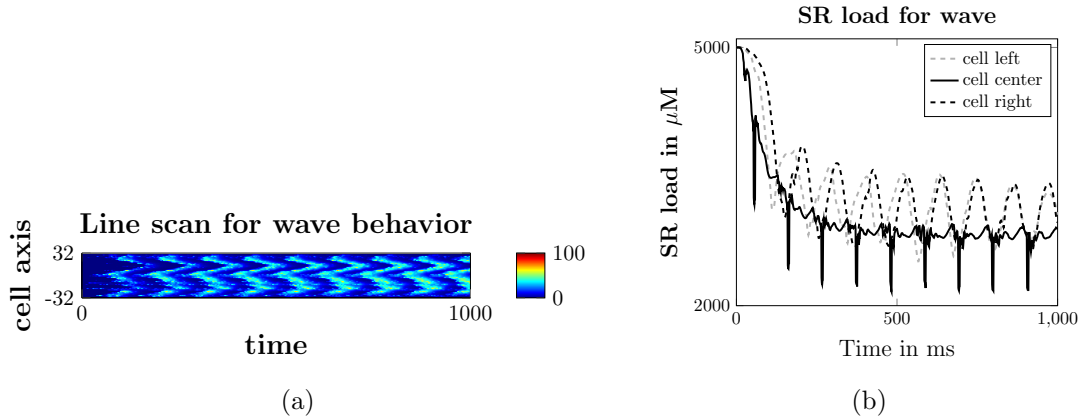 Line scan for wave behavior
cell axis
32
-32
0
1000
time
100
0
(a)
SR load for wave
SR load in μM
5000
2000
cell left
cell center
cell right
0
500
1,000
Time in ms
(b)